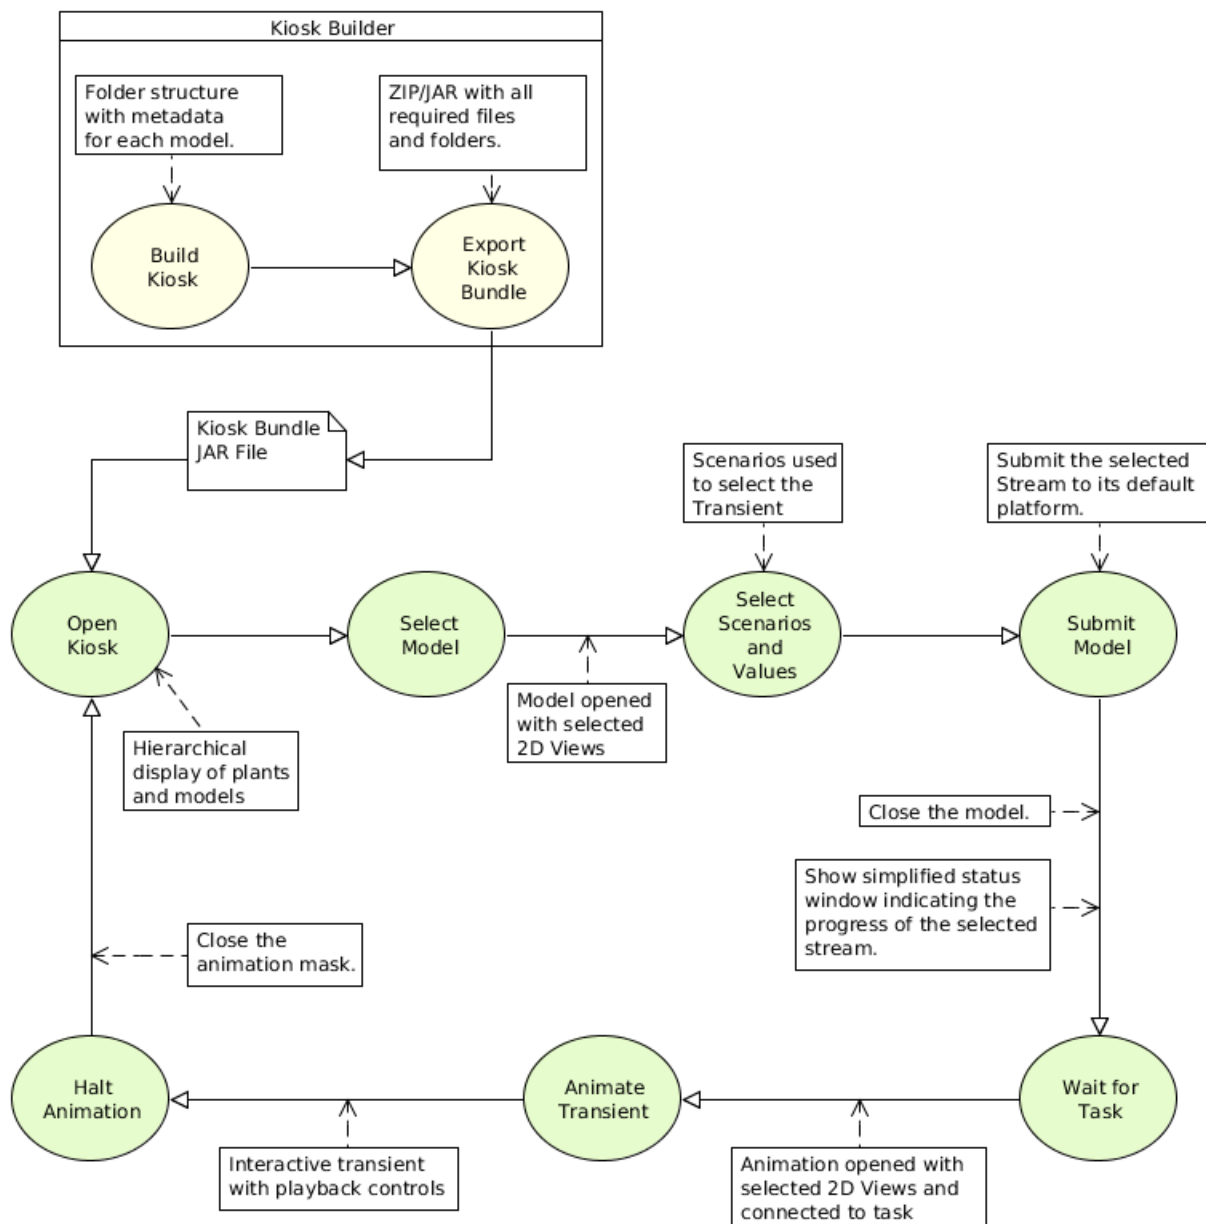 Kiosk Builder
Folder structure
with metadata
for each model.
ZIP/JAR with all
required files
and folders.
Build
Kiosk
Export
Kiosk
Bundle
Kiosk Bundle
JAR File
Scenarios used
to select the
Transient
Submit the selected
Stream to its default
platform.
Open
Kiosk
Select
Model
Select
Scenarios
and
Values
Submit
Model
Model opened
with selected
2D Views
Hierarchical
display of plants
and models
Close the model.
Show simplified status
window indicating the
progress of the selected
stream.
Close the
animation mask.
Halt
Animation
Animate
Transient
Wait for
Task
Interactive transient
with playback controls
Animation opened with
selected 2D Views and
connected to task